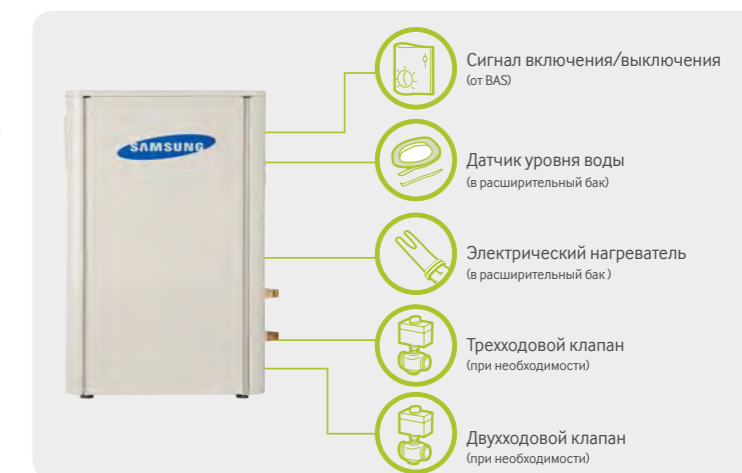 SAMSUNG
Сигнал включения/выключения
(от BAS)
Датчик уровня воды
(в расширительный бак)
Электрический нагреватель
(в расширительный бак )
Трехходовой клапан
(при необходимости)
Двухходовой клапан
(при необходимости)